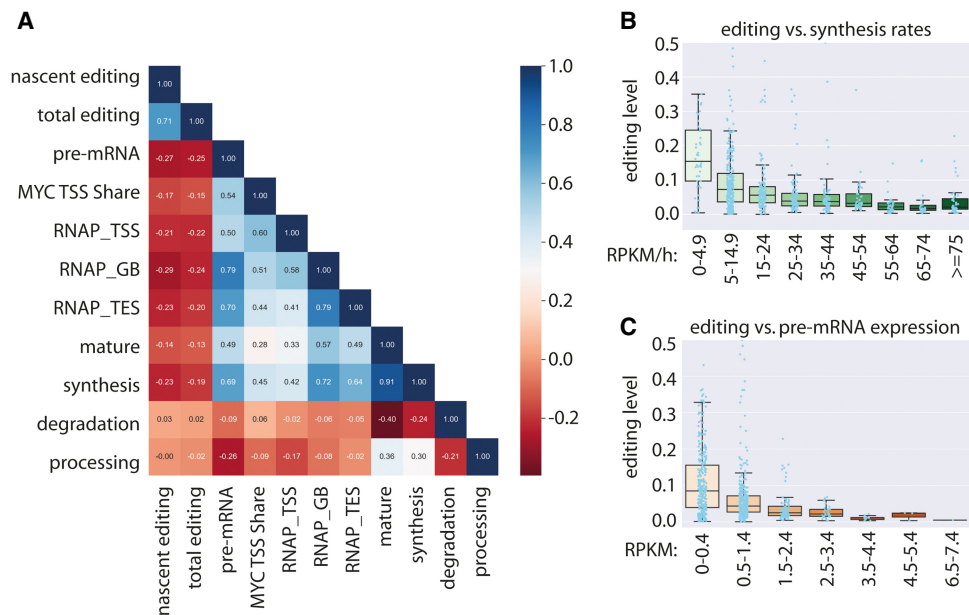 A
nascent editing
1.00
total editing
0.71 1.00
pre-mRNA
-0.27 -0.25 1.00
MYC TSS Share
-0.17 -0.15 0.54 1.00
RNAP_TSS
-0.21 -0.22 0.50 0.60 1.00
RNAP_GB
-0.29 -0.24 0.79 0.51 0.58 1.00
RNAP_TES
-0.23 -0.20 0.70 0.44 0.41 0.79 1.00
mature
-0.14 -0.13 0.49 0.28 0.33 0.57 0.49 1.00
synthesis
-0.23 -0.19 0.69 0.45 0.42 0.72 0.64 0.91 1.00
degradation
0.03 0.02 -0.09 0.06 -0.02 -0.06 -0.05 -0.40 -0.24 1.00
processing
-0.00 -0.02 -0.26 -0.09 -0.17 -0.08 -0.02 0.36 0.30 -0.21 1.00
nascent editing
total editing
pre-mRNA
MYC TSS Share
RNAP_TSS
RNAP_GB
RNAP_TES
mature
synthesis
degradation
processing
1.0
0.8
0.6
0.4
0.2
0.0
-0.2
B
editing vs. synthesis rates
editing level
0.5
0.4
0.3
0.2
0.1
0.0
RPKM/h:
0-4.9
5-14.9
15-24
25-34
35-44
45-54
55-64
65-74
>=75
C
editing vs. pre-mRNA expression
editing level
0.5
0.4
0.3
0.2
0.1
0.0
RPKM:
0-0.4
0.5-1.4
1.5-2.4
2.5-3.4
3.5-4.4
4.5-5.4
6.5-7.4